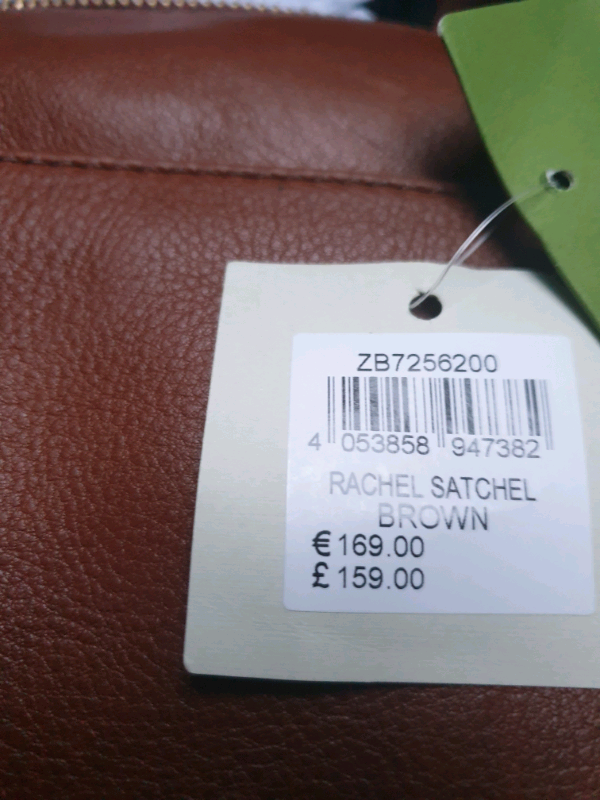 ZB7256200
4 053858 947382
RACHEL SATCHEL
BROWN
€ 169.00
£ 159.00